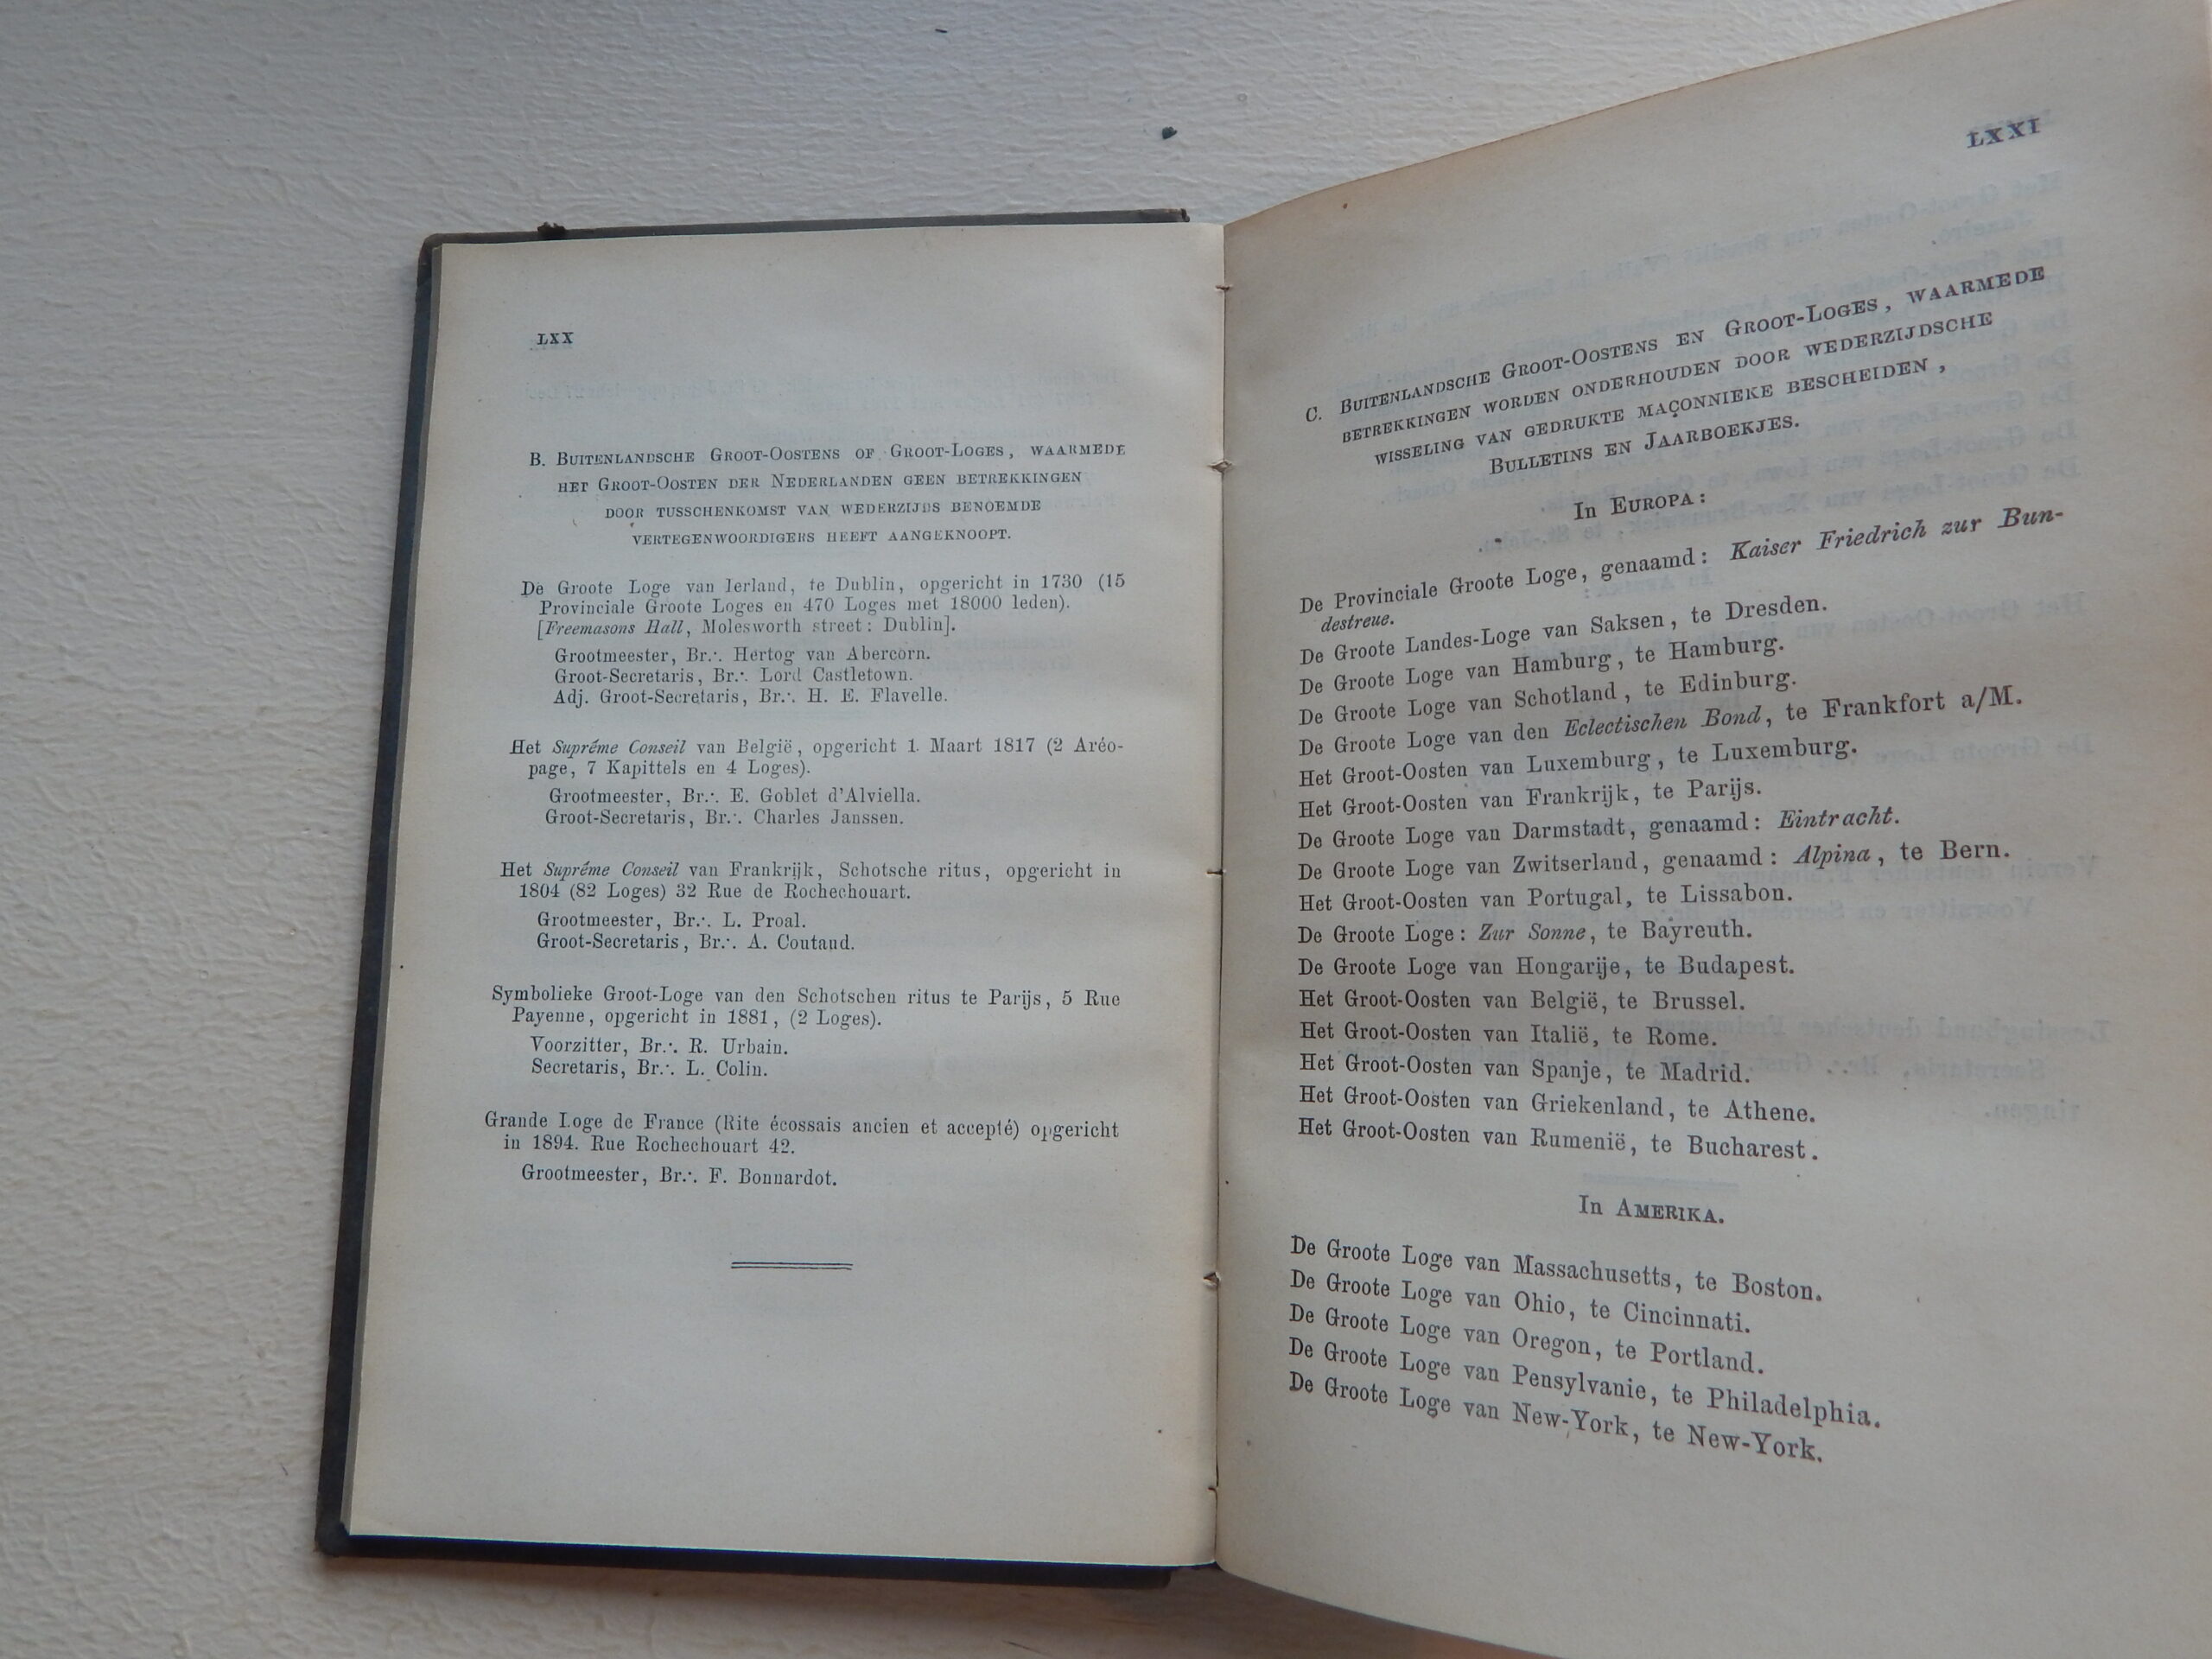 LXX
B. Buitenlandsche Groot-Oostens of Groot-Loges, waarmede
het Groot-Oosten der Nederlanden geen betrekkingen
door tusschenkomst van wederzijds benoemde
vertegenwoordigers heeft aangeknoopt.
De Groote Loge van Ierland, te Dublin, opgericht in 1730 (15
Provinciale Groote Loges en 470 Loges met 18000 leden).
[Freemasons Hall, Molesworth street: Dublin].
Grootmeester, Br.·. Hertog van Abercorn.
Groot-Secretaris, Br.·. Lord Castletown.
Adj. Groot-Secretaris, Br.·. H. E. Flavelle.
Het Suprême Conseil van België, opgericht 1. Maart 1817 (2 Aréo-
page, 7 Kapittels en 4 Loges).
Grootmeester, Br.·. E. Goblet d'Alviella.
Groot-Secretaris, Br.·. Charles Janssen.
Het Suprême Conseil van Frankrijk, Schotsche ritus, opgericht in
1804 (82 Loges) 32 Rue de Rochechouart.
Grootmeester, Br.·. L. Proal.
Groot-Secretaris, Br.·. A. Coutaud.
Symbolieke Groot-Loge van den Schotschen ritus te Parijs, 5 Rue
Payenne, opgericht in 1881, (2 Loges).
Voorzitter, Br.·. R. Urbain.
Secretaris, Br.·. L. Colin.
Grande Loge de France (Rite écossais ancien et accepté) opgericht
in 1894. Rue Rochechouart 42.
Grootmeester, Br.·. F. Bonnardot.
LXXI
C. Buitenlandsche Groot-Oostens en Groot-Loges, waarmede
betrekkingen worden onderhouden door wederzijdsche
wisseling van gedrukte maçonnieke bescheiden,
Bulletins en Jaarboekjes.
In Europa:
De Provinciale Groote Loge, genaamd: Kaiser Friedrich zur Bun-
destreue.
De Groote Landes-Loge van Saksen, te Dresden.
De Groote Loge van Hamburg, te Hamburg.
De Groote Loge van Schotland, te Edinburg.
De Groote Loge van den Eclectischen Bond, te Frankfort a/M.
Het Groot-Oosten van Luxemburg, te Luxemburg.
Het Groot-Oosten van Frankrijk, te Parijs.
De Groote Loge van Darmstadt, genaamd: Eintracht.
De Groote Loge van Zwitserland, genaamd: Alpina, te Bern.
Het Groot-Oosten van Portugal, te Lissabon.
De Groote Loge: Zur Sonne, te Bayreuth.
De Groote Loge van Hongarije, te Budapest.
Het Groot-Oosten van België, te Brussel.
Het Groot-Oosten van Italië, te Rome.
Het Groot-Oosten van Spanje, te Madrid.
Het Groot-Oosten van Griekenland, te Athene.
Het Groot-Oosten van Rumenië, te Bucharest.
In Amerika.
De Groote Loge van Massachusetts, te Boston.
De Groote Loge van Ohio, te Cincinnati.
De Groote Loge van Oregon, te Portland.
De Groote Loge van Pensylvanie, te Philadelphia.
De Groote Loge van New-York, te New-York.